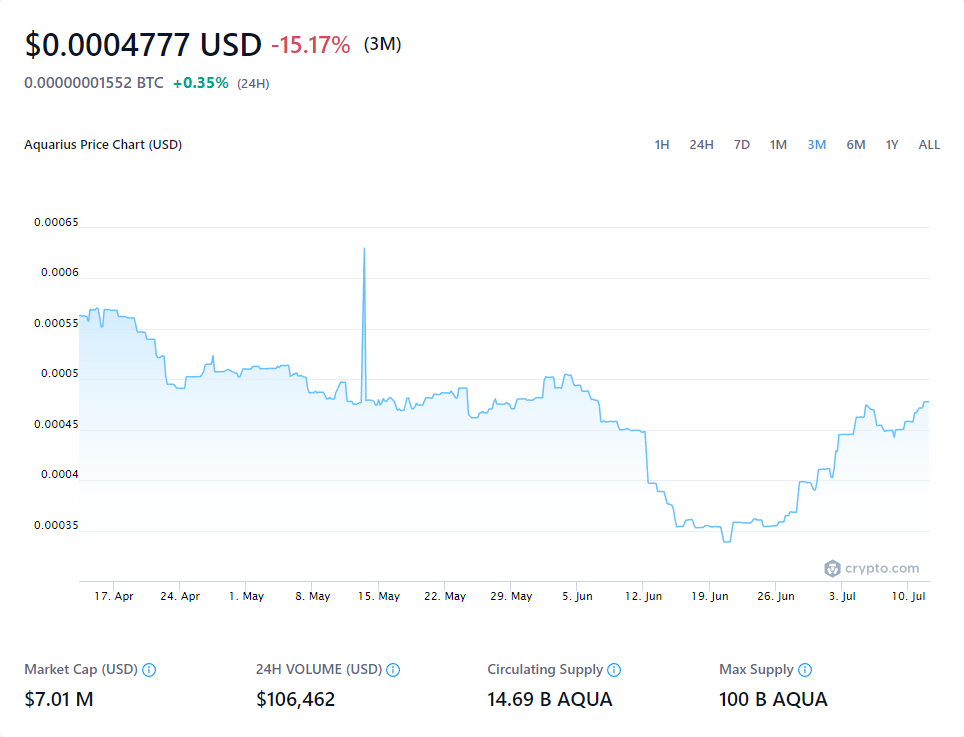 $0.0004777 USD -15.17% (3M)
0.00000001552 BTC +0.35% (24H)
Aquarius Price Chart (USD) 1H 24H 7D 1M 3M 6M 1Y ALL
0.00065
0.0006
0.00055
0.0005
0.00045
0.0004
0.00035
crypto.com
17. Apr 24. Apr 1. May 8. May 15. May 22. May 29. May 5. Jun 12. Jun 19. Jun 26. Jun 3. Jul 10. Jul
Market Cap (USD) 24H VOLUME (USD) Circulating Supply Max Supply
$7.01 M $106,462 14.69 B AQUA 100 B AQUA